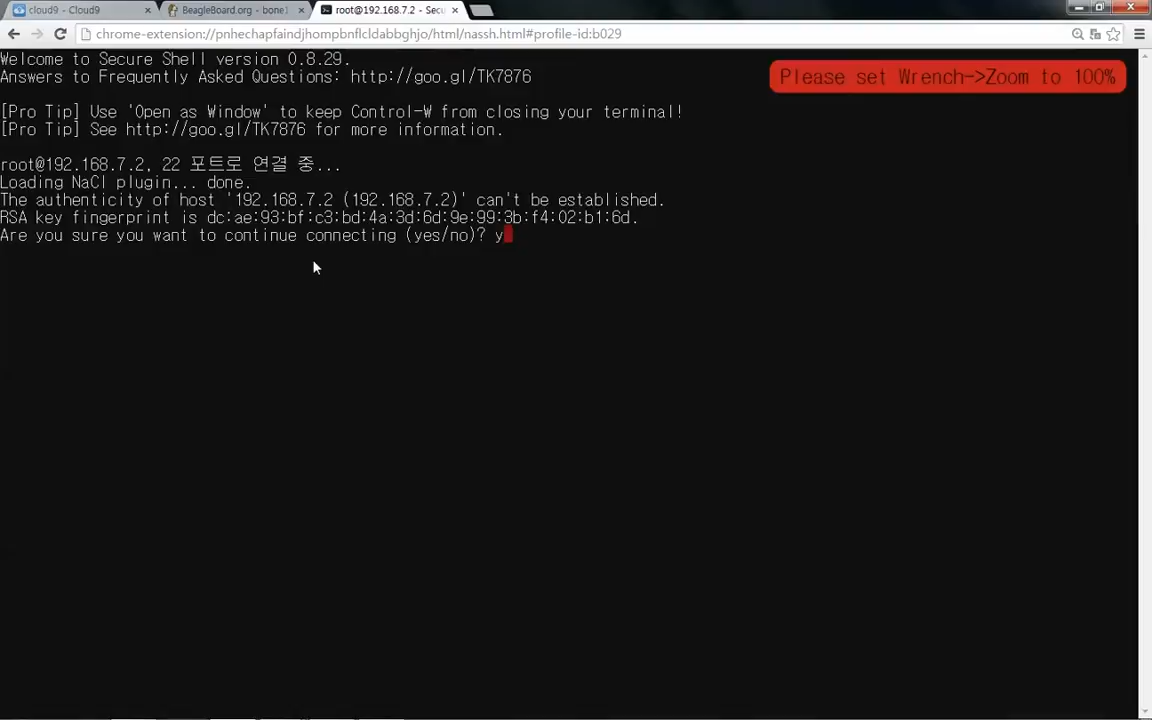 cloud9 - Cloud9
BeagleBoard.org - bone1
root@192.168.7.2 - Secu
chrome-extension://pnhechapfaindjhompbnflcldabbghjo/html/nassh.html#profile-id:b029
Welcome to Secure Shell version 0.8.29.
Answers to Frequently Asked Questions: http://goo.gl/TK7876
Please set Wrench->Zoom to 100%
[Pro Tip] Use 'Open as Window' to keep Control-W from closing your terminal!
[Pro Tip] See http://goo.gl/TK7876 for more information.
root@192.168.7.2, 22 포트로 연결 중...
Loading NaCl plugin... done.
The authenticity of host '192.168.7.2 (192.168.7.2)' can't be established.
RSA key fingerprint is dc:ae:93:bf:c3:bd:4a:3d:6d:9e:99:3b:f4:02:b1:6d.
Are you sure you want to continue connecting (yes/no)? y